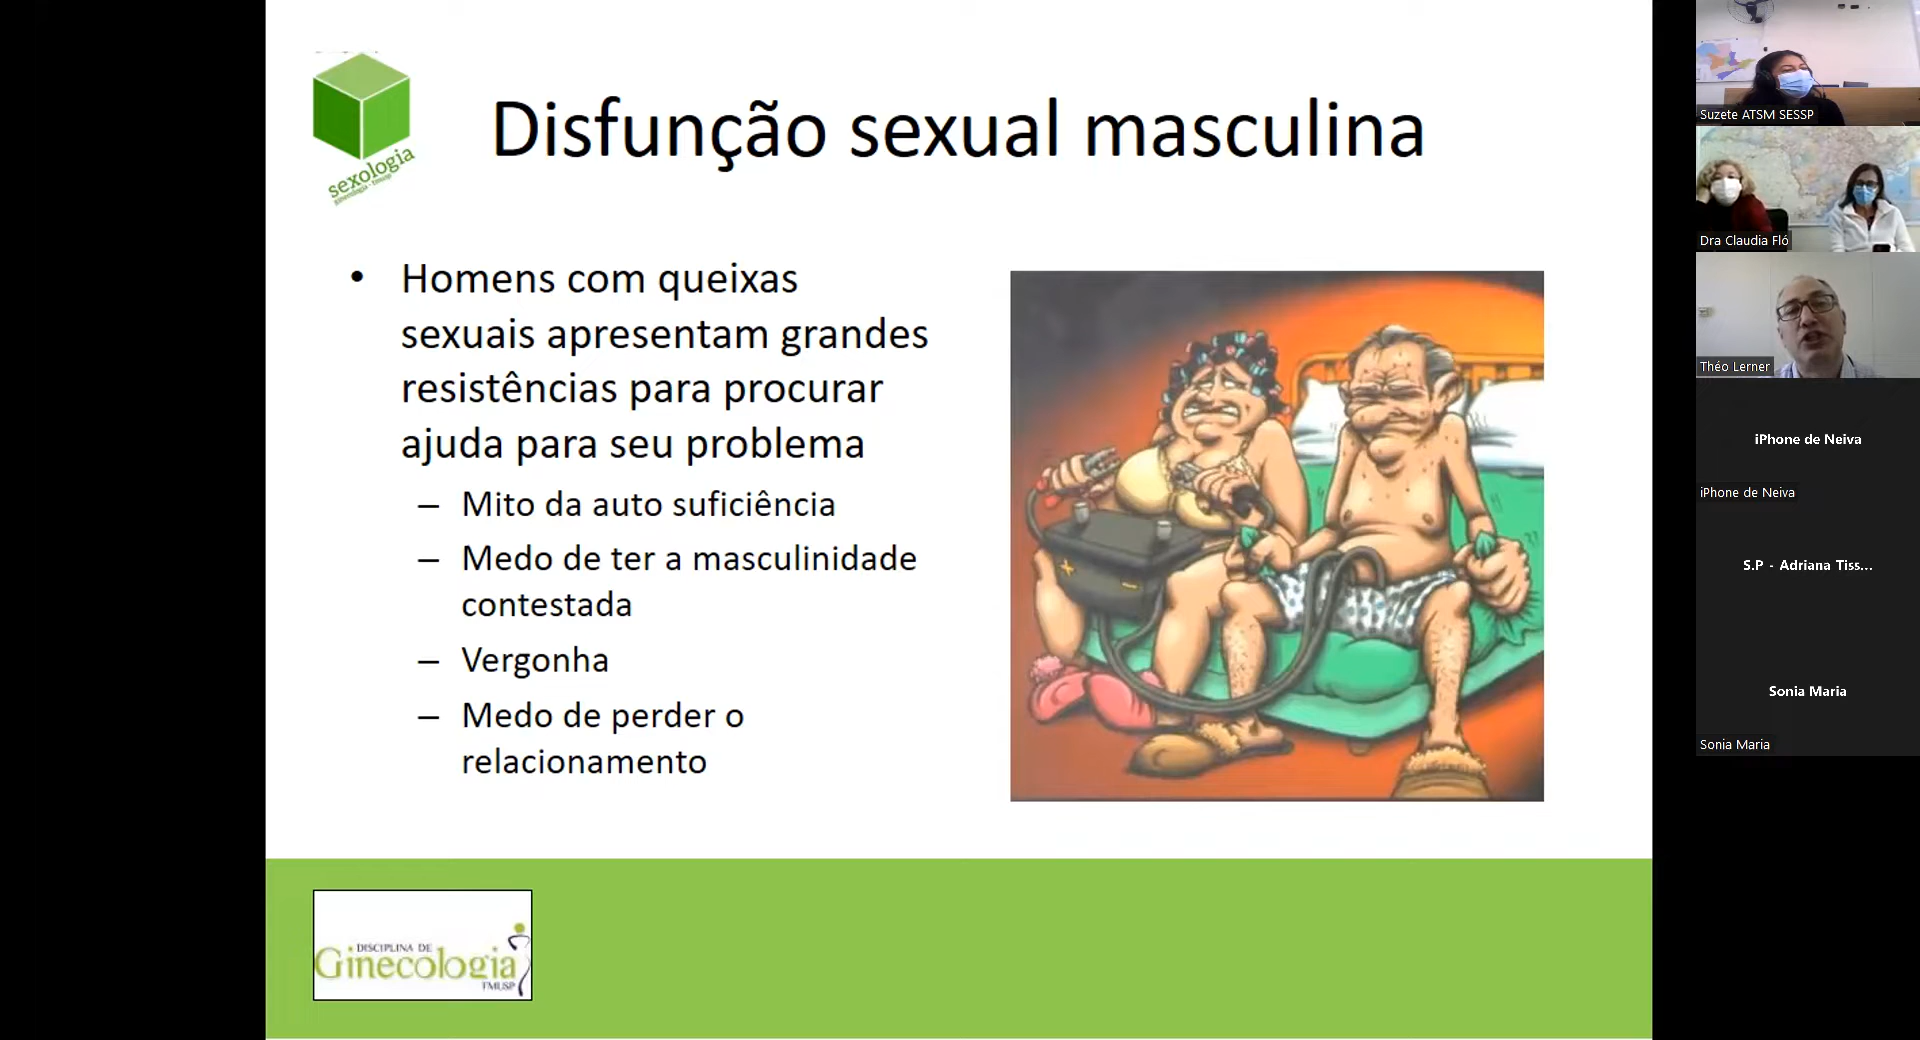 sexologia
ginecologia - fmusp
Disfunção sexual masculina
• Homens com queixas
sexuais apresentam grandes
resistências para procurar
ajuda para seu problema
– Mito da auto suficiência
– Medo de ter a masculinidade
contestada
– Vergonha
– Medo de perder o
relacionamento
+
–
DISCIPLINA DE
Ginecologia
FMUSP
Suzete ATSM SESSP
Dra Claudia Fló
Théo Lerner
iPhone de Neiva
iPhone de Neiva
S.P - Adriana Tiss...
Sonia Maria
Sonia Maria